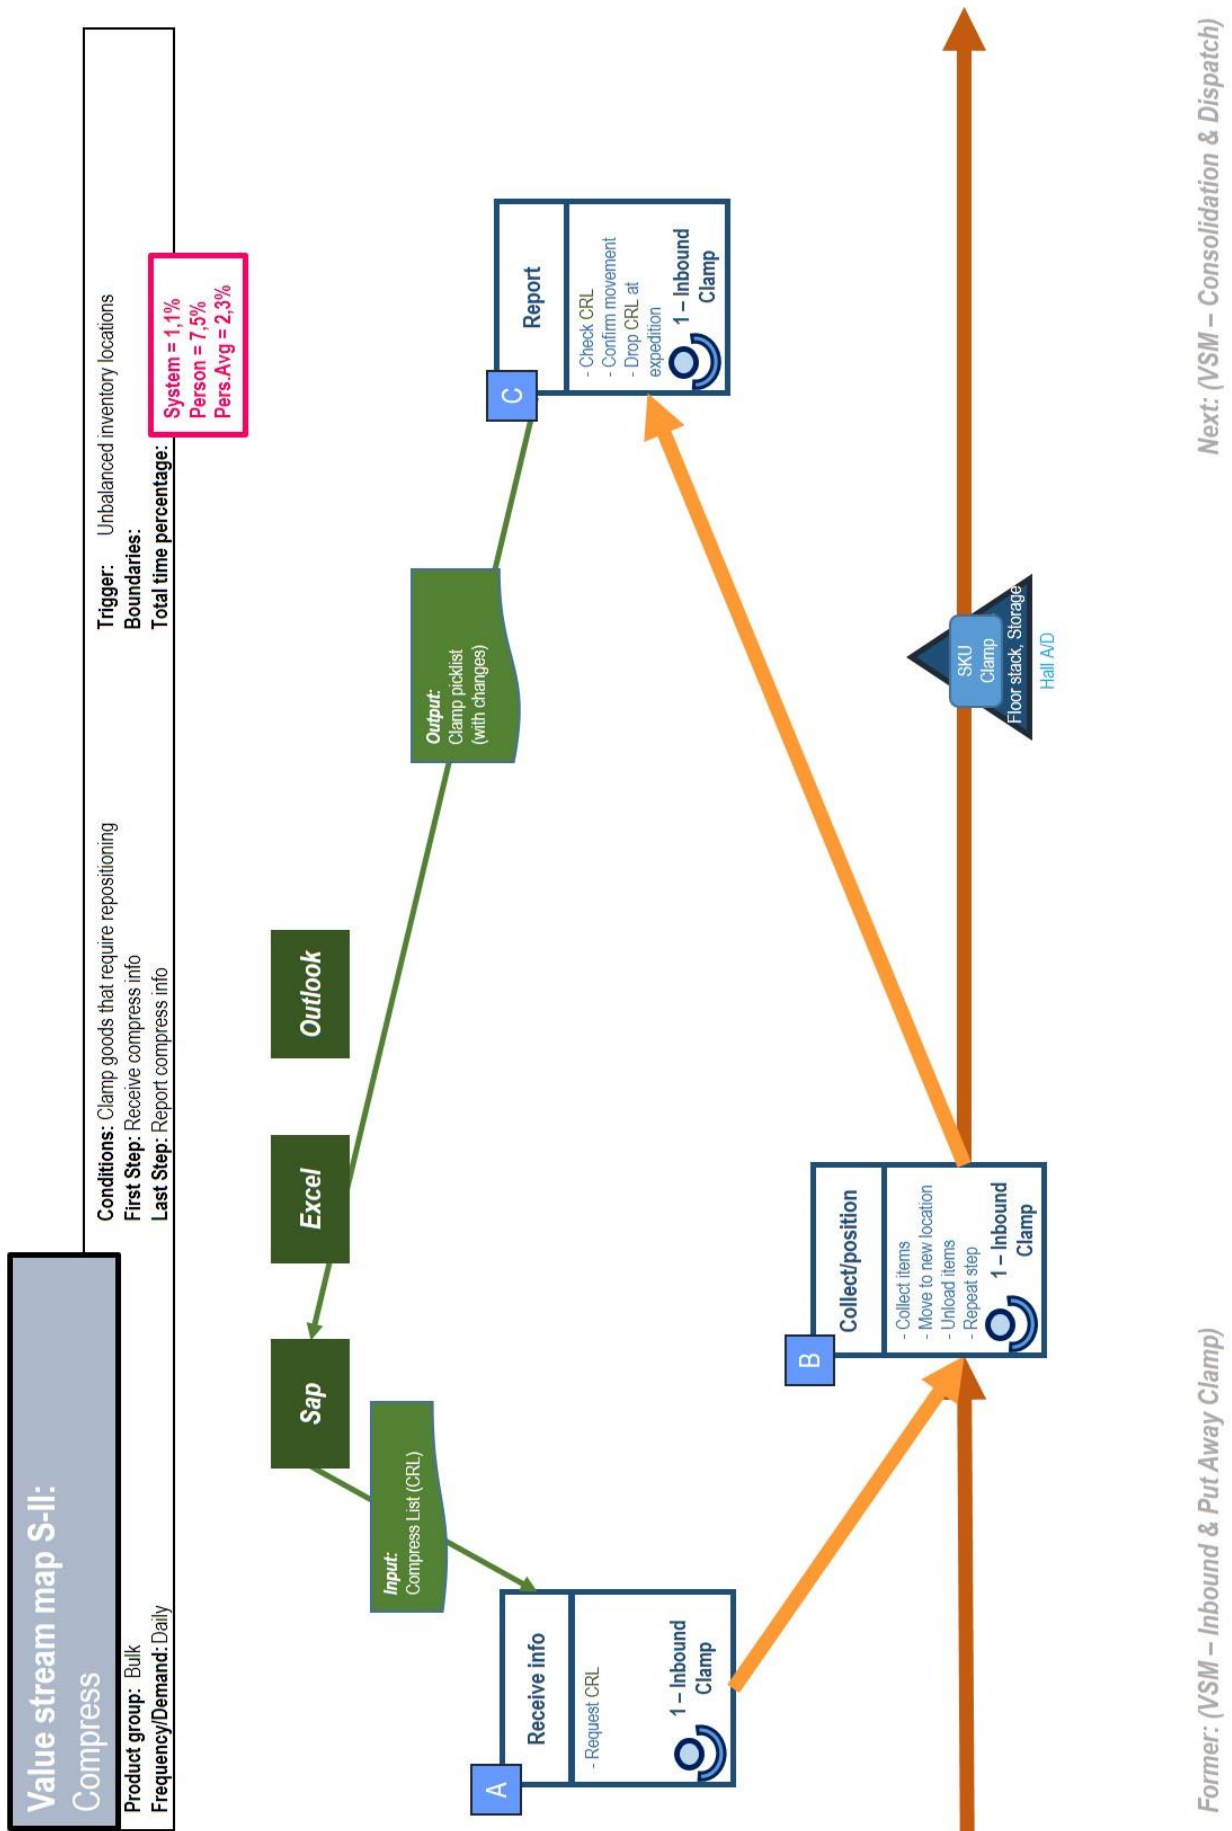 Value stream map S-II:
Compress
Product group: Bulk
Frequency/Demand: Daily
Conditions: Clamp goods that require repositioning
First Step: Receive compress info
Last Step: Report compress info
Trigger: Unbalanced inventory locations
Boundaries:
Total time percentage:
System = 1,1%
Person = 7,5%
Pers.Avg = 2,3%
Sap
Excel
Outlook
Input:
Compress List (CRL)
Output:
Clamp picklist
(with changes)
A
Receive info
- Request CRL
1 – Inbound
Clamp
B
Collect/position
- Collect items
- Move to new location
- Unload items
- Repeat step
1 – Inbound
Clamp
C
Report
- Check CRL
- Confirm movement
- Drop CRL at
expedition
1 – Inbound
Clamp
SKU
Clamp
Floor stack, Storage
Hall A/D
Former: (VSM – Inbound & Put Away Clamp)
Next: (VSM – Consolidation & Dispatch)